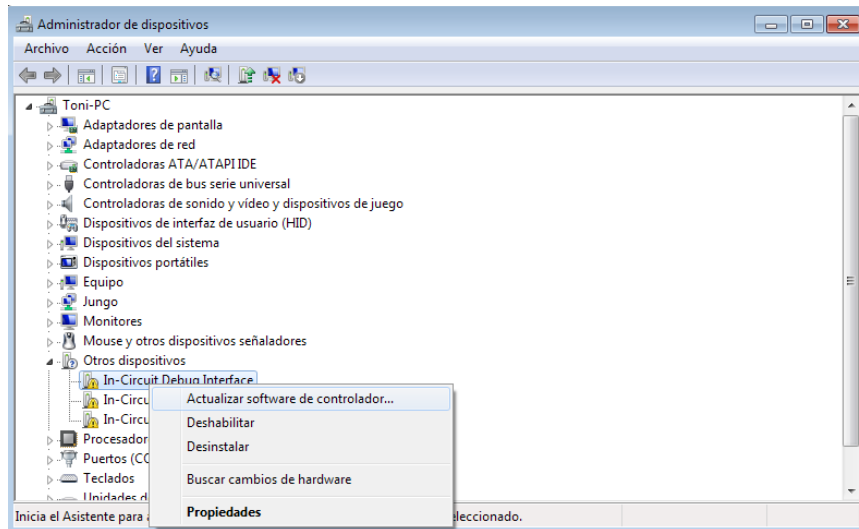 Administrador de dispositivos
Archivo Acción Ver Ayuda
Toni-PC
Adaptadores de pantalla
Adaptadores de red
Controladoras ATA/ATAPI IDE
Controladoras de bus serie universal
Controladoras de sonido y vídeo y dispositivos de juego
Dispositivos de interfaz de usuario (HID)
Dispositivos del sistema
Dispositivos portátiles
Equipo
Jungo
Monitores
Mouse y otros dispositivos señaladores
Otros dispositivos
In-Circuit Debug Interface
In-Circu
In-Circu
Procesador
Puertos (CO
Teclados
Unidades d
Actualizar software de controlador...
Deshabilitar
Desinstalar
Buscar cambios de hardware
Propiedades
Inicia el Asistente para a eleccionado.